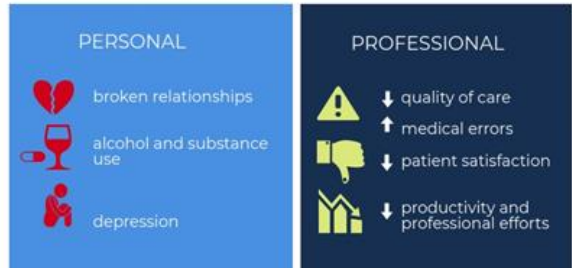 PERSONAL
broken relationships
alcohol and substance
use
depression
PROFESSIONAL
⬇ quality of care
⬆ medical errors
⬇ patient satisfaction
⬇ productivity and
professional efforts